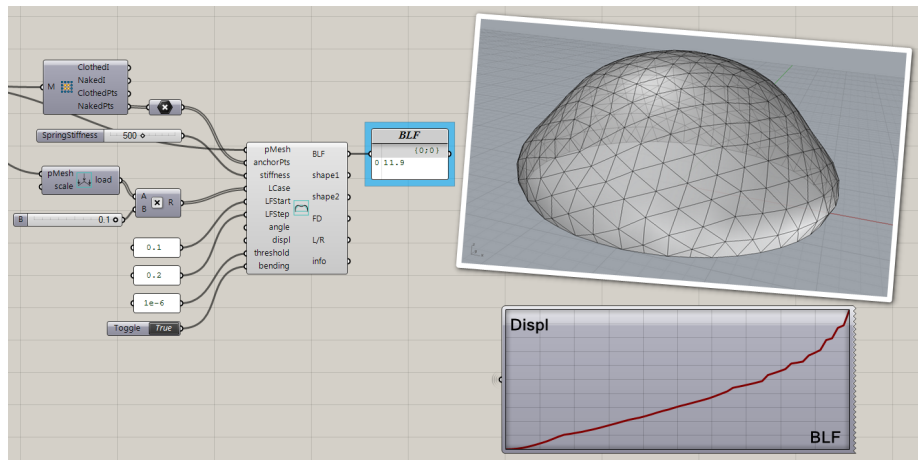 ClothedI
NakedI
M
ClothedPts
NakedPts
SpringStiffness 500
pMesh
scale
load
A
B
R
B 0.1
0.1
0.2
1e-6
Toggle True
pMesh
anchorPts
stiffness
LCase
LFStart
LFStep
angle
displ
threshold
bending
BLF
shape1
shape2
FD
L/R
info
BLF
{0;0}
0 11.9
Displ
BLF